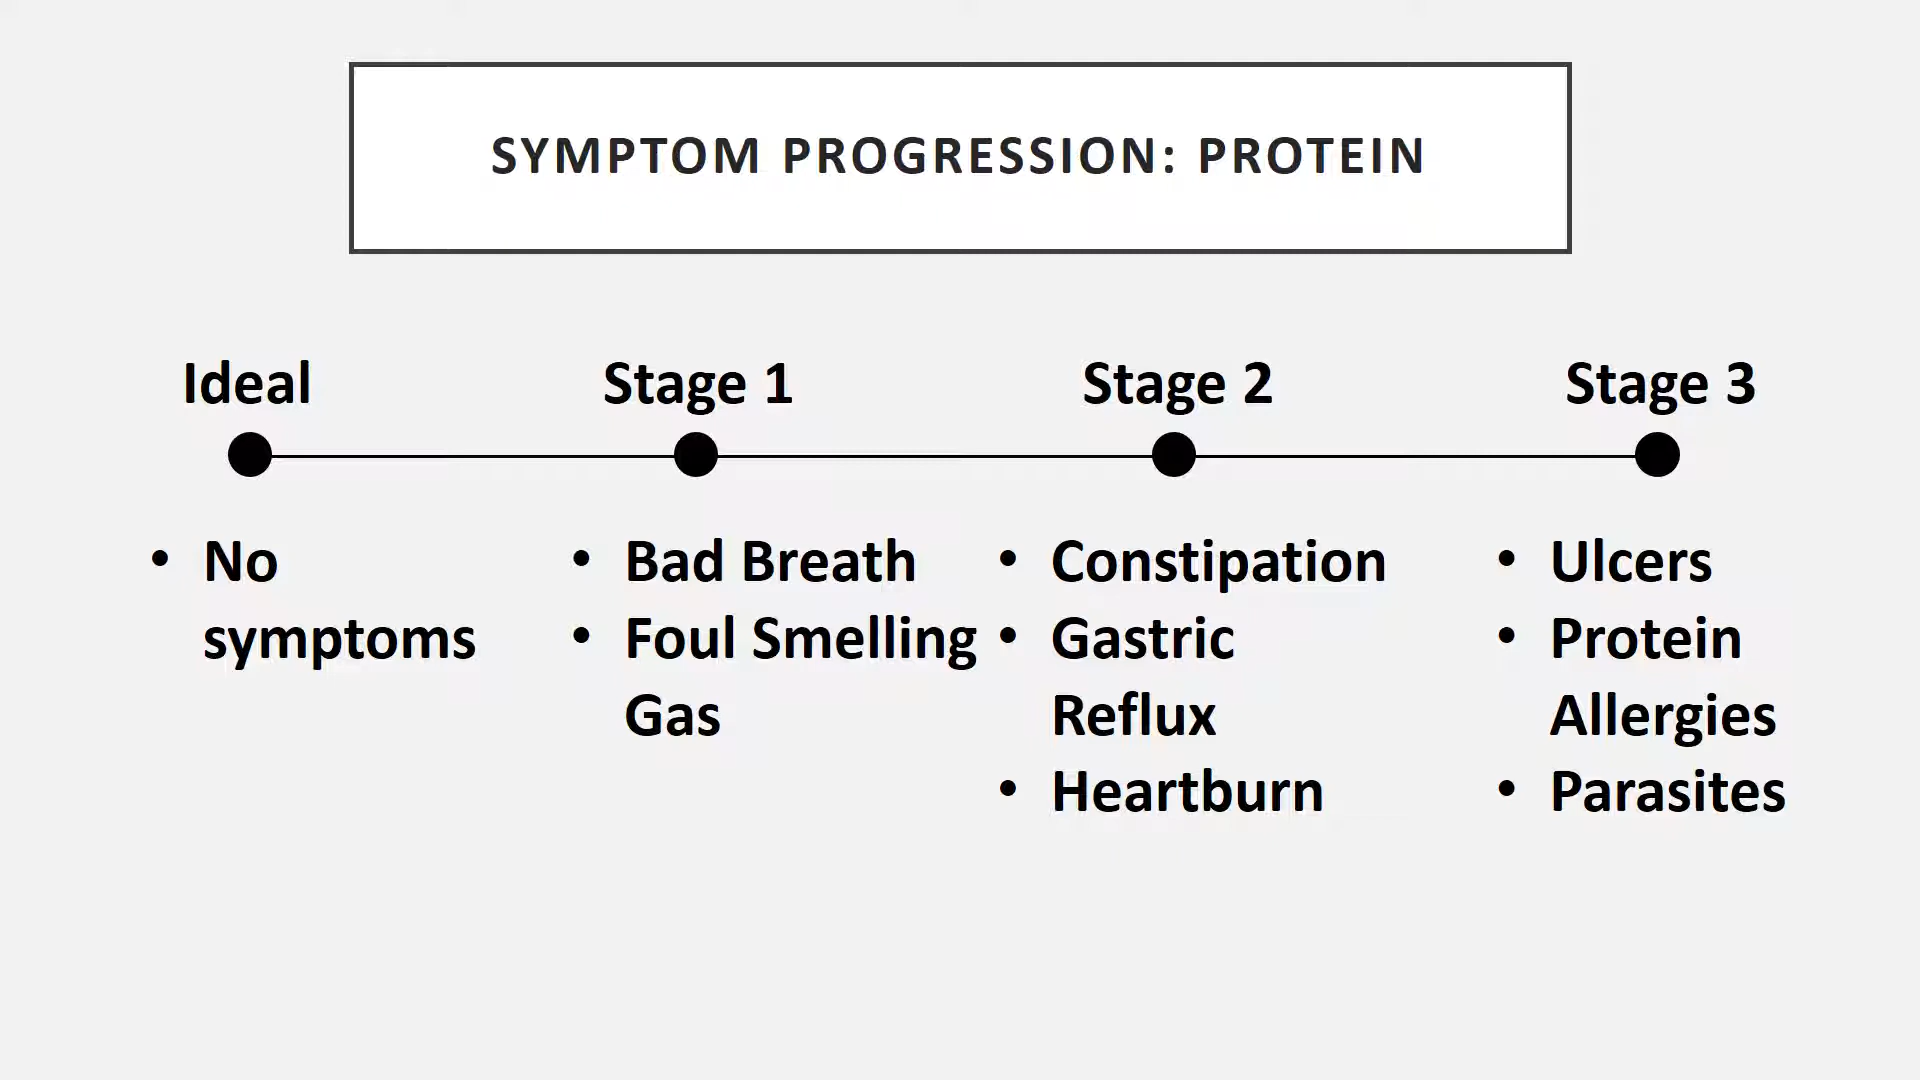 SYMPTOM PROGRESSION: PROTEIN
Ideal
• No
symptoms
Stage 1
• Bad Breath
• Foul Smelling
Gas
Stage 2
• Constipation
• Gastric
Reflux
• Heartburn
Stage 3
• Ulcers
• Protein
Allergies
• Parasites